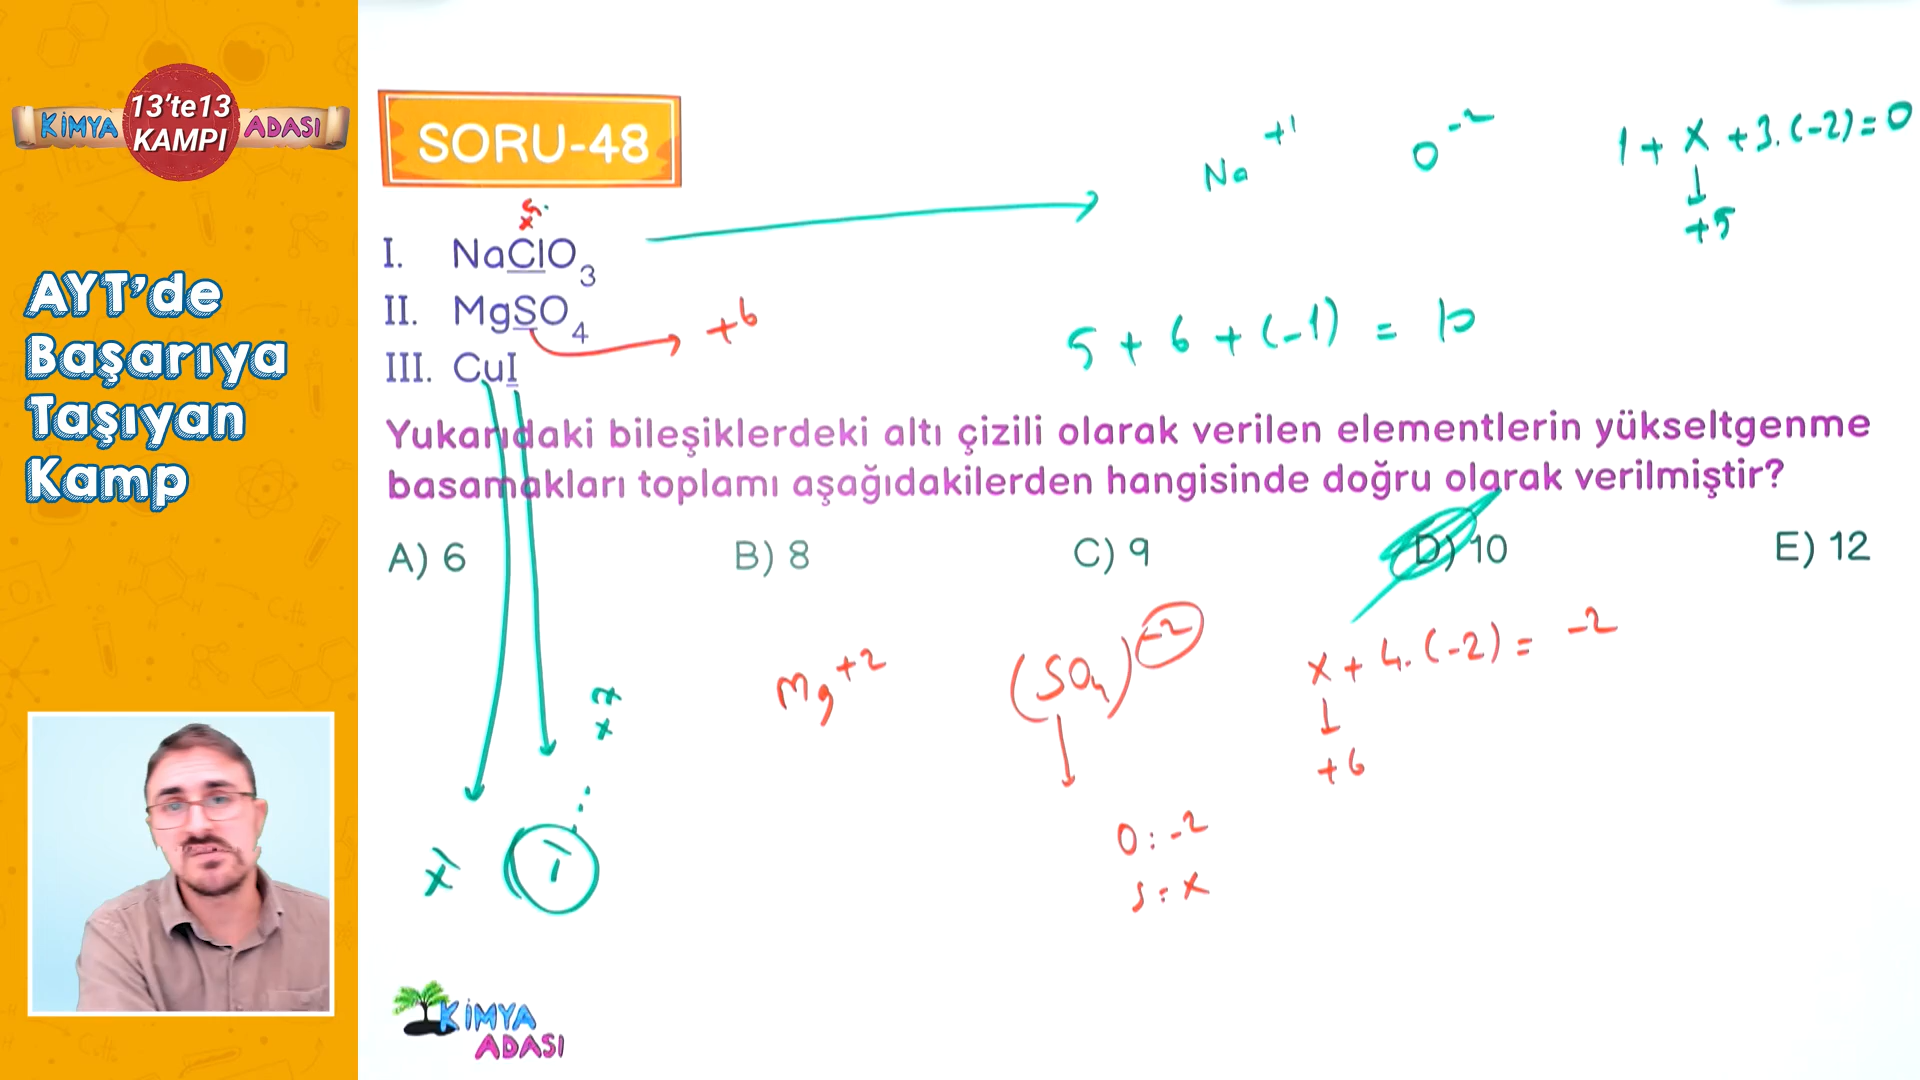 KİMYA 13'te13 KAMPI ADASI
AYT'de
Başarıya
Taşıyan
Kamp
SORU-48
Na +1
O -2
1 + x + 3.(-2) = 0
+5
I. NaClO3
II. MgSO4
+6
III. CuI
5 + 6 + (-1) = 10
Yukarıdaki bileşiklerdeki altı çizili olarak verilen elementlerin yükseltgenme
basamakları toplamı aşağıdakilerden hangisinde doğru olarak verilmiştir?
A) 6
B) 8
C) 9
D) 10
E) 12
Mg+2
(SO4)-2
x + 4.(-2) = -2
+6
O: -2
S: x
KİMYA
ADASI